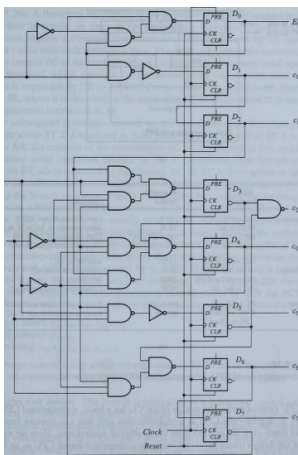 D PRE D₀
CK
CLR
D PRE D₁
CK
CLR
D PRE D₂
CK
CLR
D PRE D₃
CK
CLR
D PRE D₄
CK
CLR
D PRE D₅
CK
CLR
D PRE D₆
CK
CLR
D PRE D₇
Clock
CK
Reset
CLR